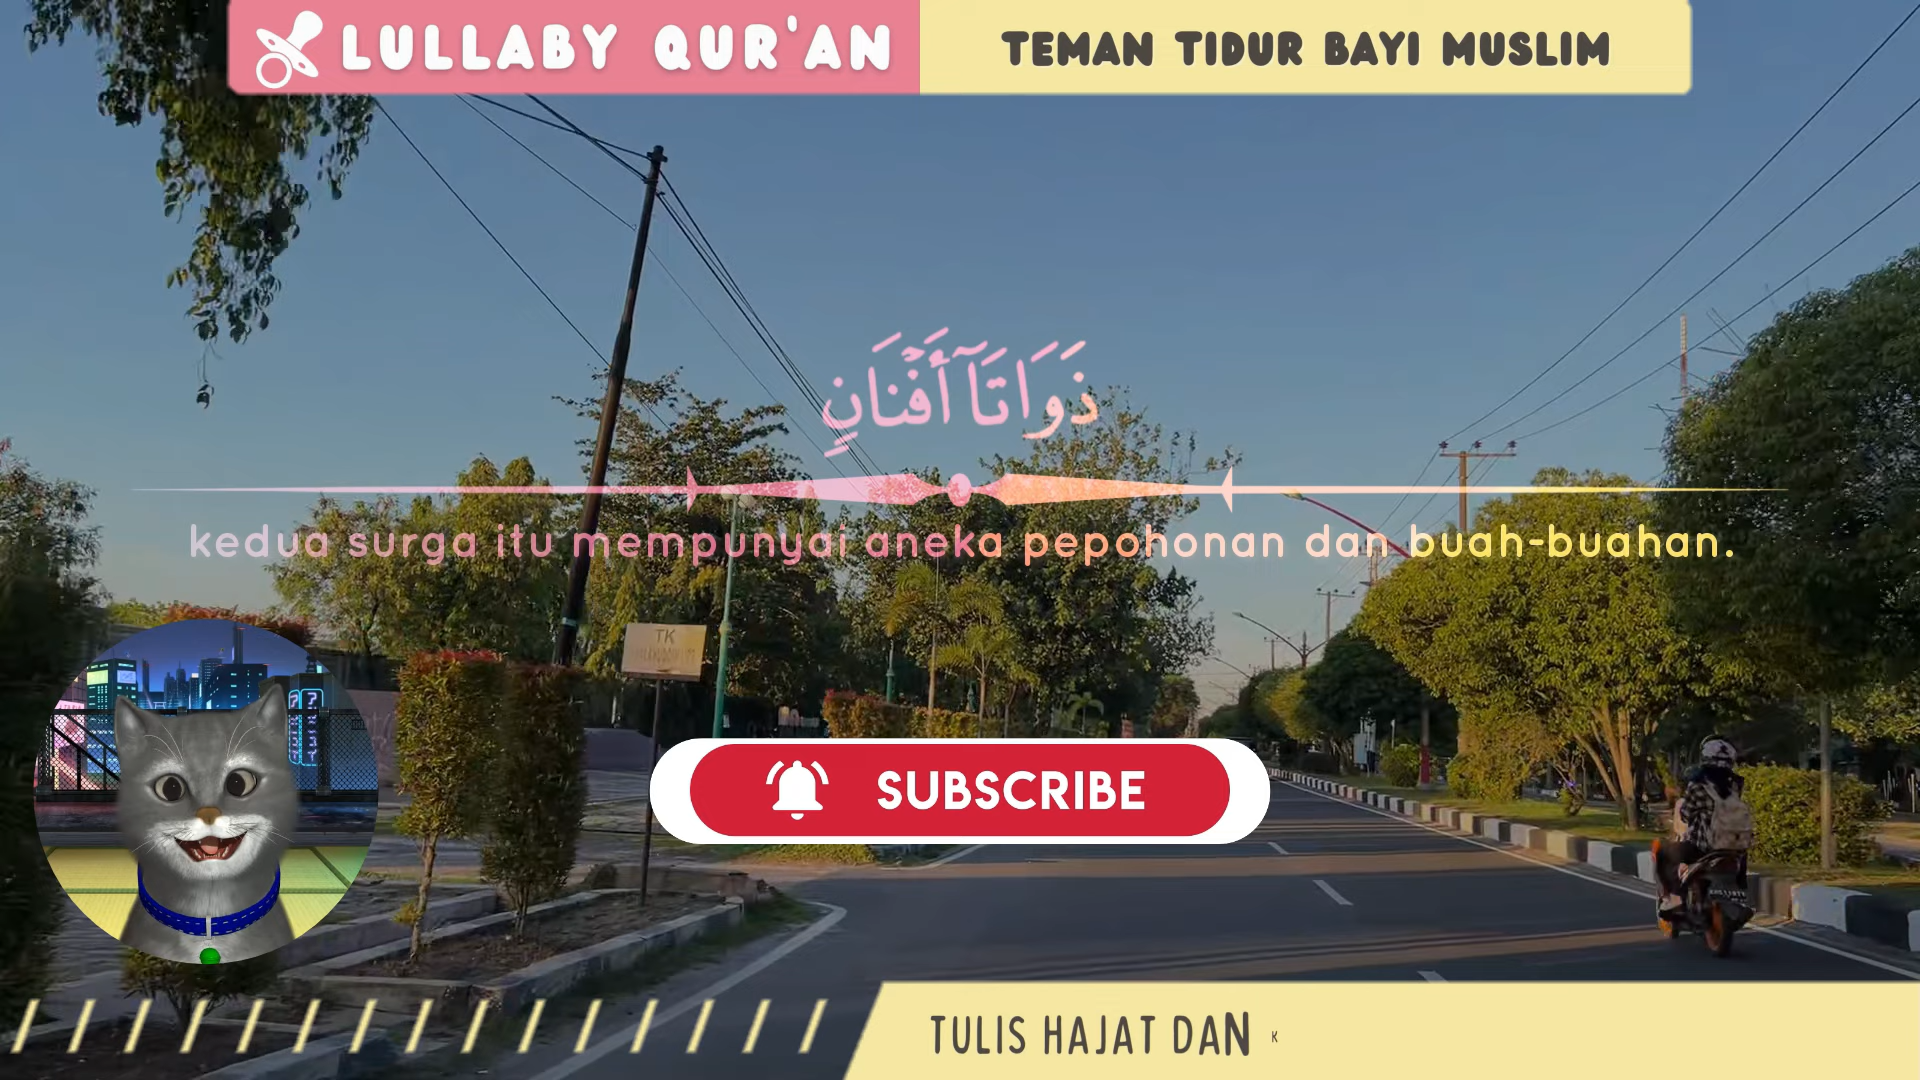 LULLABY QUR'AN
TEMAN TIDUR BAYI MUSLIM
ذَوَاتَآ أَفْنَانٍ
kedua surga itu mempunyai aneka pepohonan dan buah-buahan.
TK
SUBSCRIBE
TULIS HAJAT DAN K